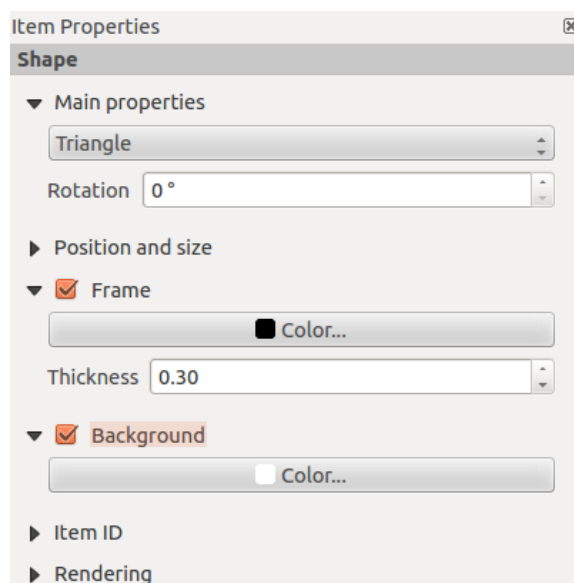 Item Properties
Shape
Main properties
Triangle
Rotation 0 °
Position and size
Frame
Color...
Thickness 0.30
Background
Color...
Item ID
Rendering